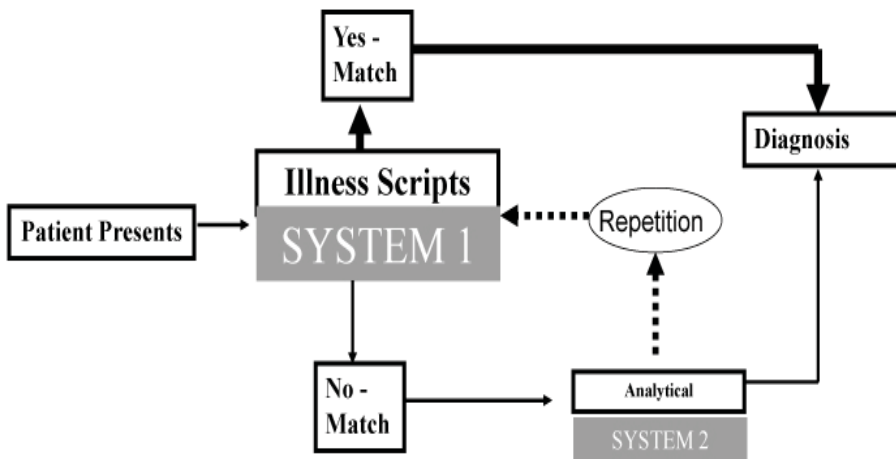 Yes -
Match
Diagnosis
Illness Scripts
Patient Presents
SYSTEM 1
Repetition
No -
Match
Analytical
SYSTEM 2